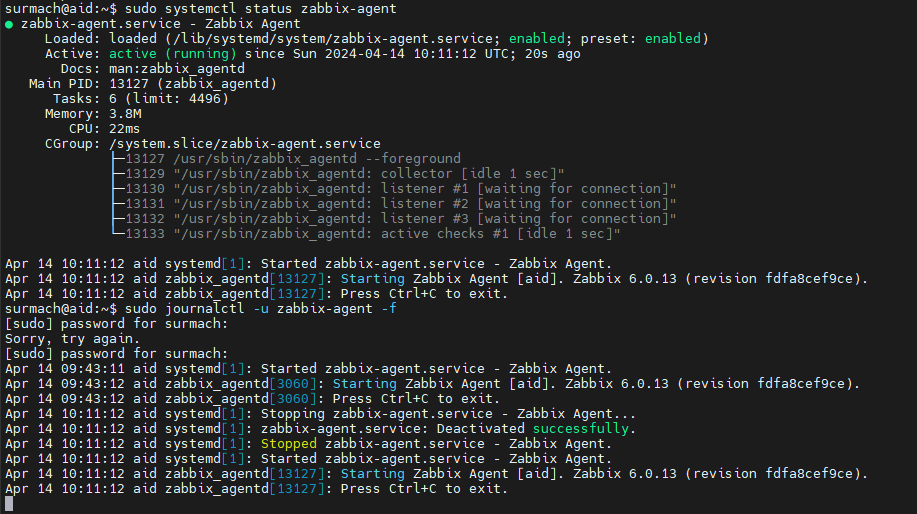 surmach@aid:~$ sudo systemctl status zabbix-agent
● zabbix-agent.service - Zabbix Agent
     Loaded: loaded (/lib/systemd/system/zabbix-agent.service; enabled; preset: enabled)
     Active: active (running) since Sun 2024-04-14 10:11:12 UTC; 20s ago
       Docs: man:zabbix_agentd
   Main PID: 13127 (zabbix_agentd)
      Tasks: 6 (limit: 4496)
     Memory: 3.8M
        CPU: 22ms
     CGroup: /system.slice/zabbix-agent.service
             ├─13127 /usr/sbin/zabbix_agentd --foreground
             ├─13129 "/usr/sbin/zabbix_agentd: collector [idle 1 sec]"
             ├─13130 "/usr/sbin/zabbix_agentd: listener #1 [waiting for connection]"
             ├─13131 "/usr/sbin/zabbix_agentd: listener #2 [waiting for connection]"
             ├─13132 "/usr/sbin/zabbix_agentd: listener #3 [waiting for connection]"
             └─13133 "/usr/sbin/zabbix_agentd: active checks #1 [idle 1 sec]"
Apr 14 10:11:12 aid systemd[1]: Started zabbix-agent.service - Zabbix Agent.
Apr 14 10:11:12 aid zabbix_agentd[13127]: Starting Zabbix Agent [aid]. Zabbix 6.0.13 (revision fdfa8cef9ce).
Apr 14 10:11:12 aid zabbix_agentd[13127]: Press Ctrl+C to exit.
surmach@aid:~$ sudo journalctl -u zabbix-agent -f
[sudo] password for surmach:
Sorry, try again.
[sudo] password for surmach:
Apr 14 09:43:11 aid systemd[1]: Started zabbix-agent.service - Zabbix Agent.
Apr 14 09:43:12 aid zabbix_agentd[3060]: Starting Zabbix Agent [aid]. Zabbix 6.0.13 (revision fdfa8cef9ce).
Apr 14 09:43:12 aid zabbix_agentd[3060]: Press Ctrl+C to exit.
Apr 14 10:11:12 aid systemd[1]: Stopping zabbix-agent.service - Zabbix Agent...
Apr 14 10:11:12 aid systemd[1]: zabbix-agent.service: Deactivated successfully.
Apr 14 10:11:12 aid systemd[1]: Stopped zabbix-agent.service - Zabbix Agent.
Apr 14 10:11:12 aid systemd[1]: Started zabbix-agent.service - Zabbix Agent.
Apr 14 10:11:12 aid zabbix_agentd[13127]: Starting Zabbix Agent [aid]. Zabbix 6.0.13 (revision fdfa8cef9ce).
Apr 14 10:11:12 aid zabbix_agentd[13127]: Press Ctrl+C to exit.